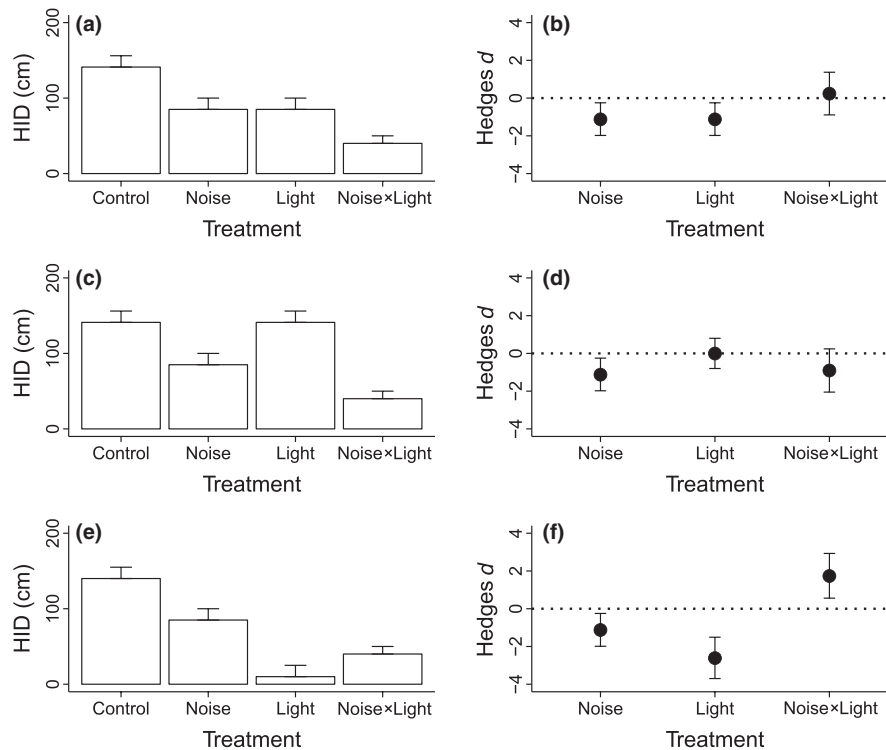 (a)
HID (cm)
200
100
0
Control Noise Light Noise×Light
Treatment
(b)
Hedges d
4
2
0
−2
−4
Noise Light Noise×Light
Treatment
(c)
HID (cm)
200
100
0
Control Noise Light Noise×Light
Treatment
(d)
Hedges d
4
2
0
−2
−4
Noise Light Noise×Light
Treatment
(e)
HID (cm)
200
100
0
Control Noise Light Noise×Light
Treatment
(f)
Hedges d
4
2
0
−2
−4
Noise Light Noise×Light
Treatment